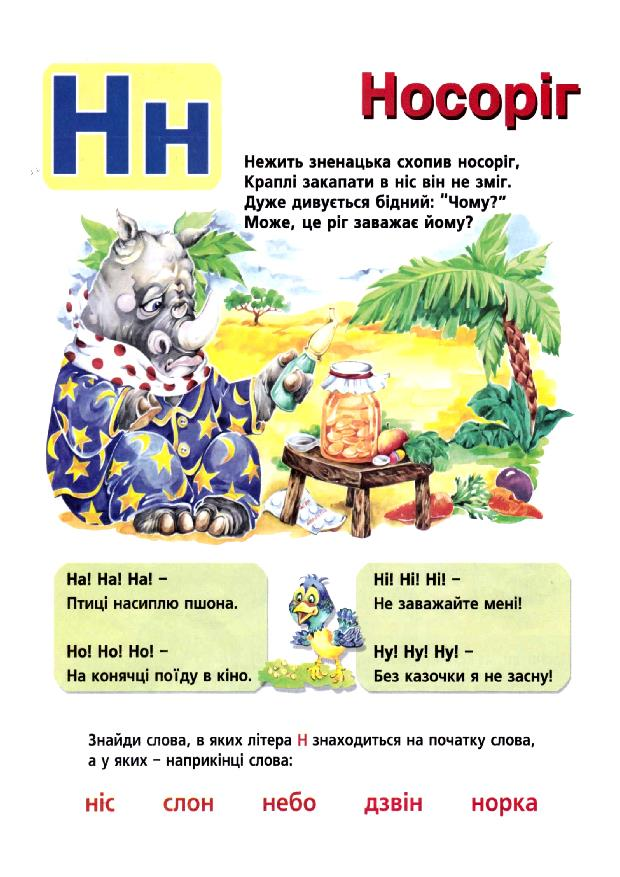 Нн
Носоріг
Нежить зненацька схопив носоріг,
Краплі закапати в ніс він не зміг.
Дуже дивується бідний: "Чому?”
Може, це ріг заважає йому?
На! На! На! –
Птиці насиплю пшона.
Но! Но! Но! –
На конячці поїду в кіно.
Ні! Ні! Ні! –
Не заважайте мені!
Ну! Ну! Ну! –
Без казочки я не засну!
Знайди слова, в яких літера Н знаходиться на початку слова,
а у яких – наприкінці слова:
ніс слон небо дзвін норка